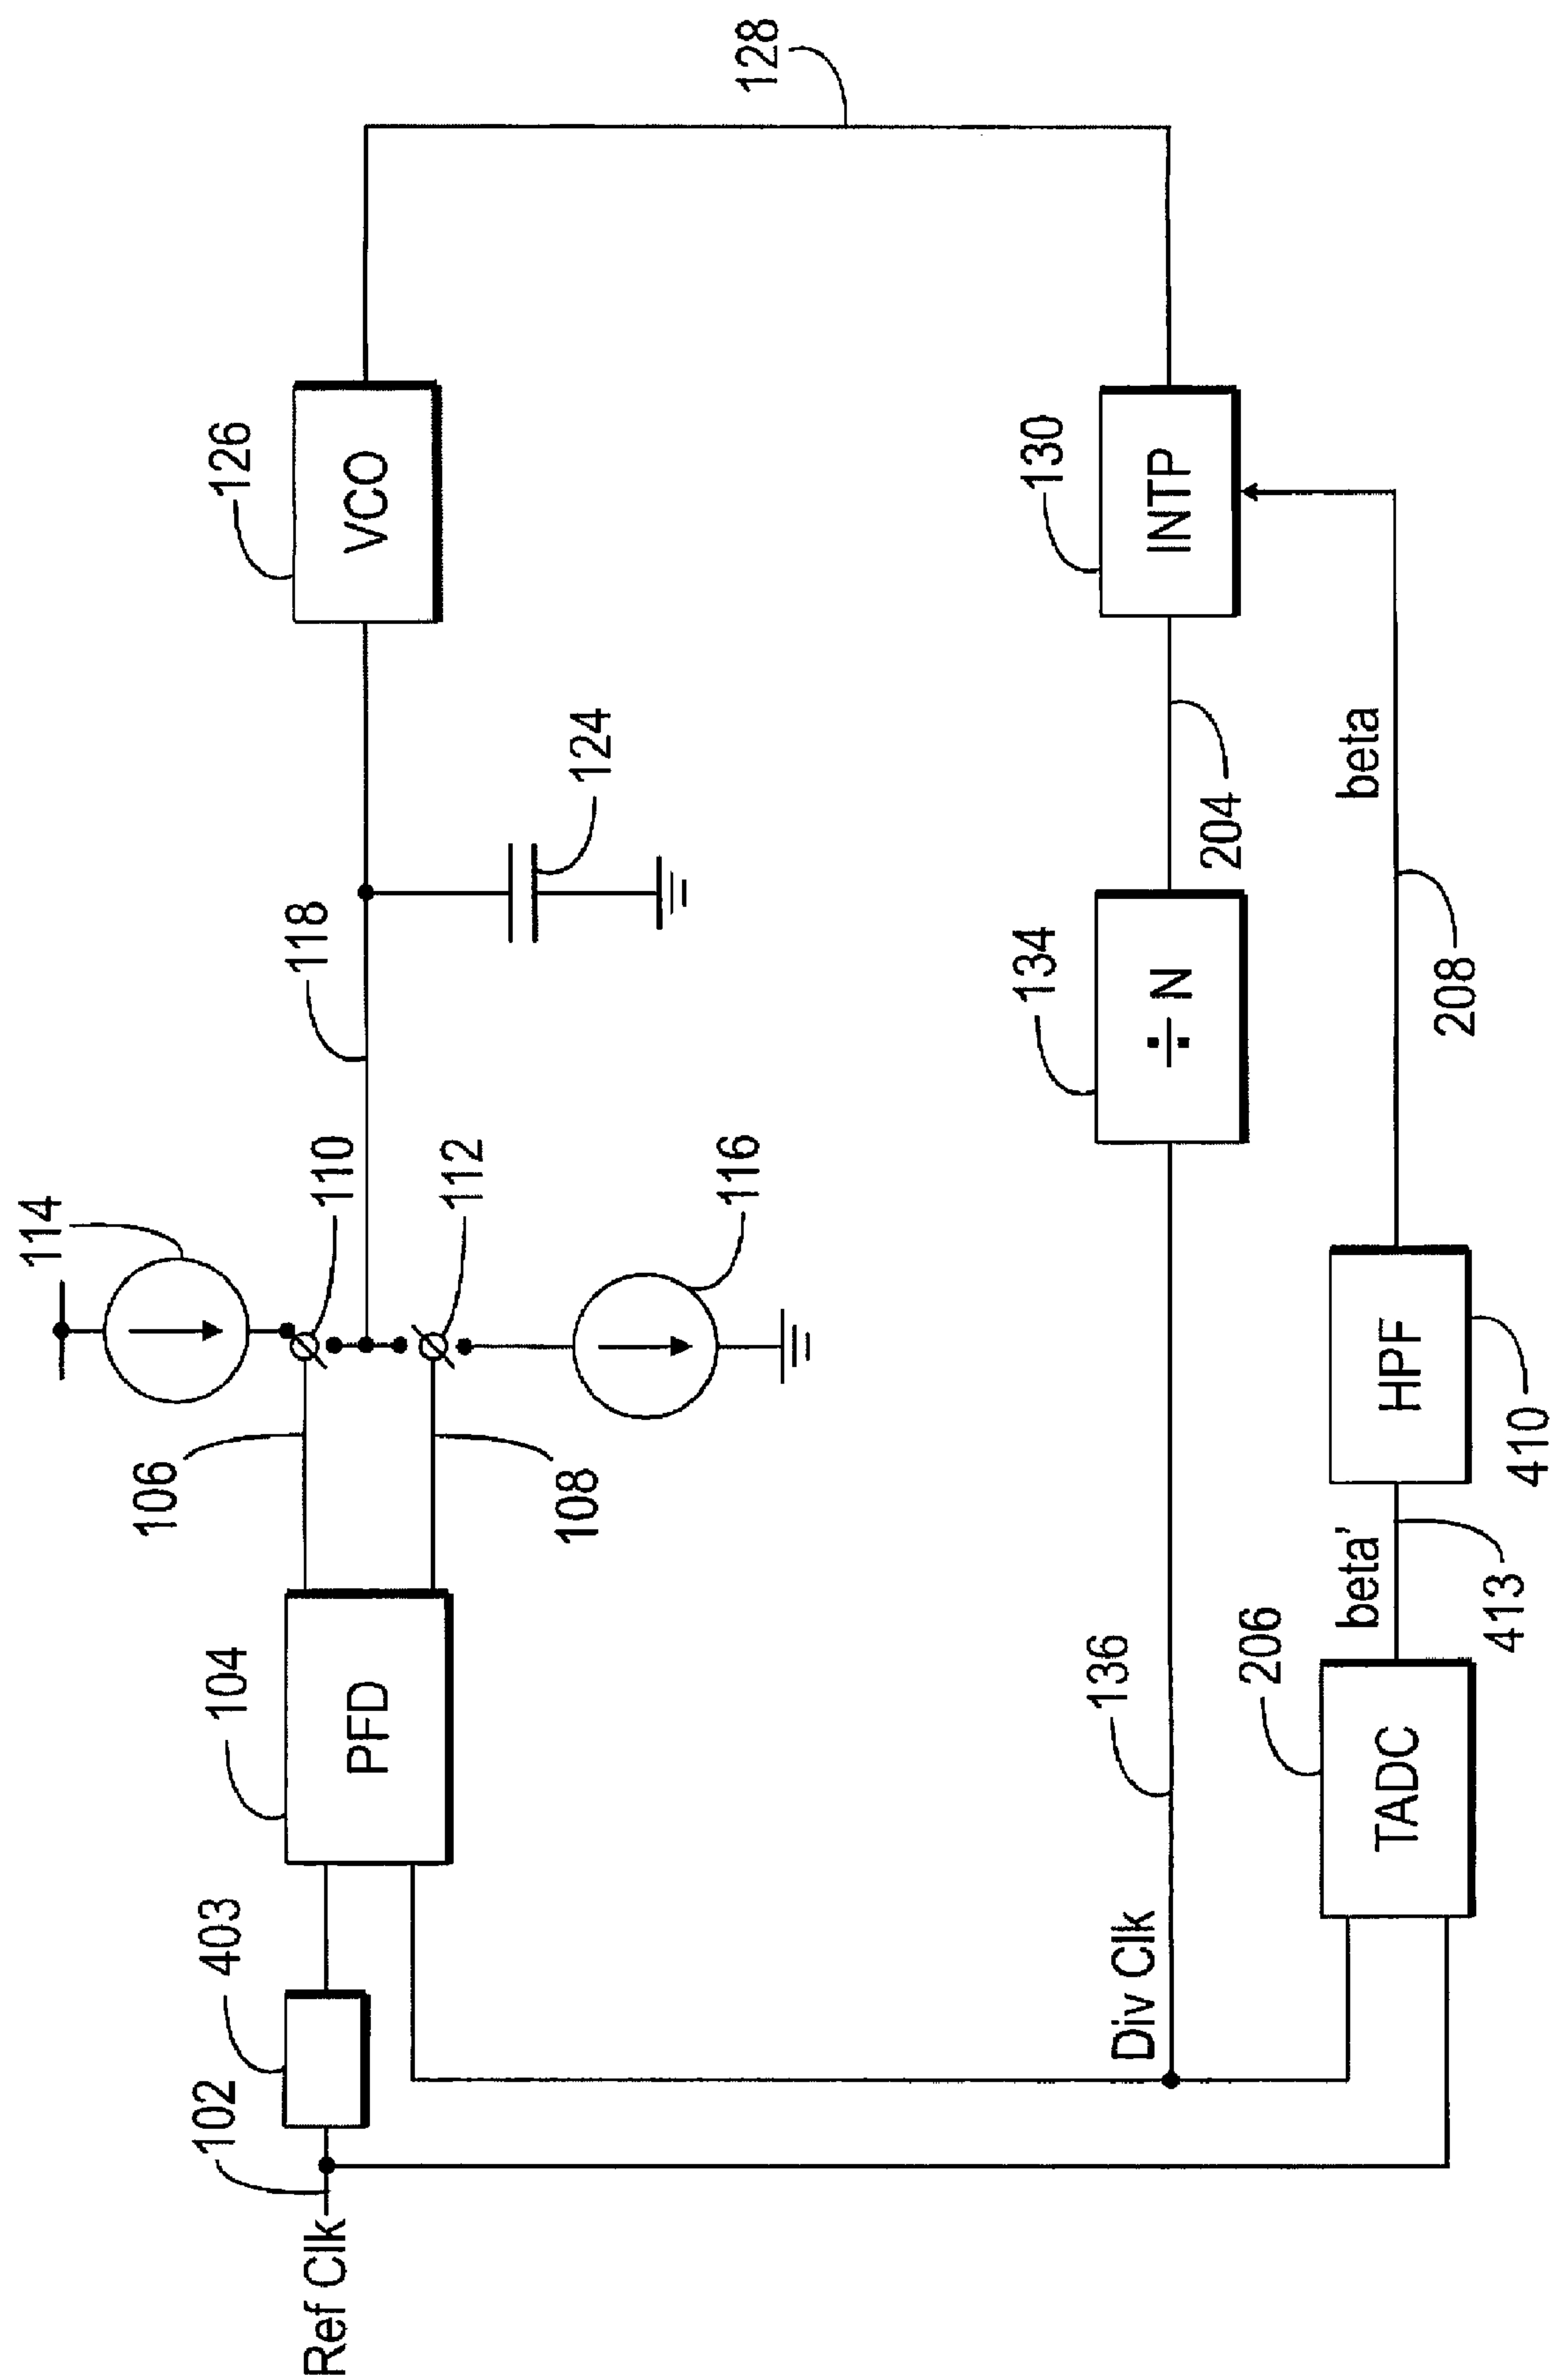 114
106
110
118
126
128
Ref Clk
102
403
104
PFD
108
112
124
VCO
116
Div Clk
136
134
÷ N
204
130
INTP
206
TADC
beta'
413
HPF
410
beta
208